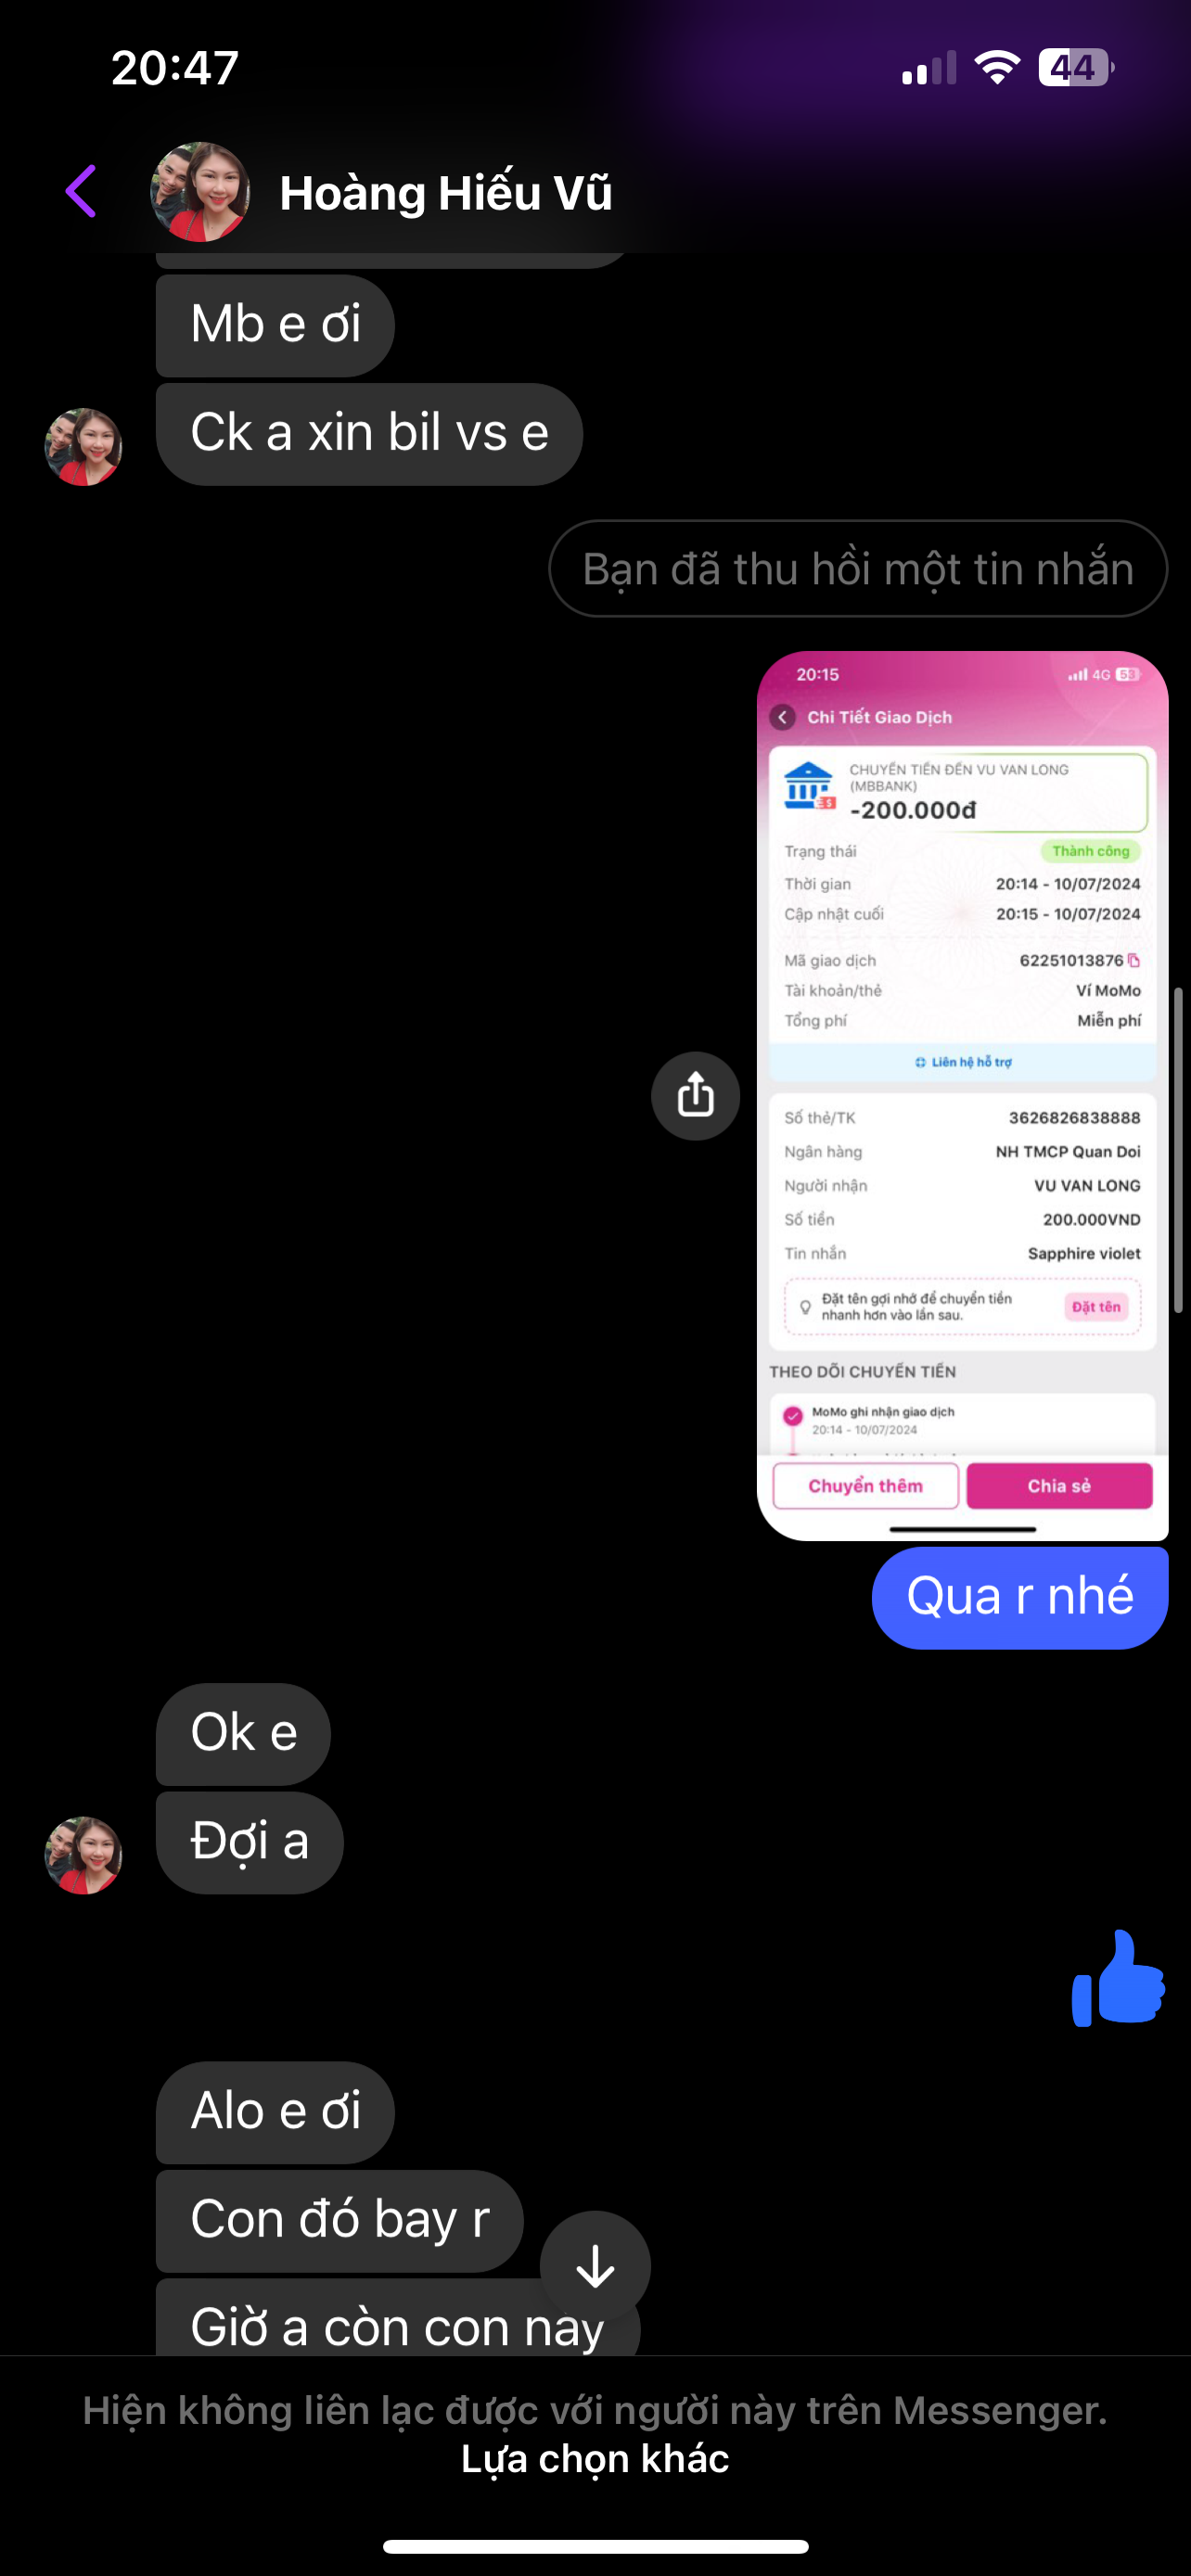 20:47
44
Hoàng Hiếu Vũ
Mb e ơi
Ck a xin bil vs e
Bạn đã thu hồi một tin nhắn
20:15
4G 53
Chi Tiết Giao Dịch
CHUYỂN TIỀN ĐẾN VU VAN LONG
(MBBANK)
-200.000đ
Trạng thái Thành công
Thời gian 20:14 - 10/07/2024
Cập nhật cuối 20:15 - 10/07/2024
Mã giao dịch 62251013876
Tài khoản/thẻ Ví MoMo
Tổng phí Miễn phí
Liên hệ hỗ trợ
Số thẻ/TK 3626826838888
Ngân hàng NH TMCP Quan Doi
Người nhận VU VAN LONG
Số tiền 200.000VND
Tin nhắn Sapphire violet
Đặt tên gợi nhớ để chuyển tiền
nhanh hơn vào lần sau.
Đặt tên
THEO DÕI CHUYỂN TIỀN
MoMo ghi nhận giao dịch
20:14 - 10/07/2024
Chuyển thêm Chia sẻ
Qua r nhé
Ok e
Đợi a
Alo e ơi
Con đó bay r
Giờ a còn con này
Hiện không liên lạc được với người này trên Messenger.
Lựa chọn khác